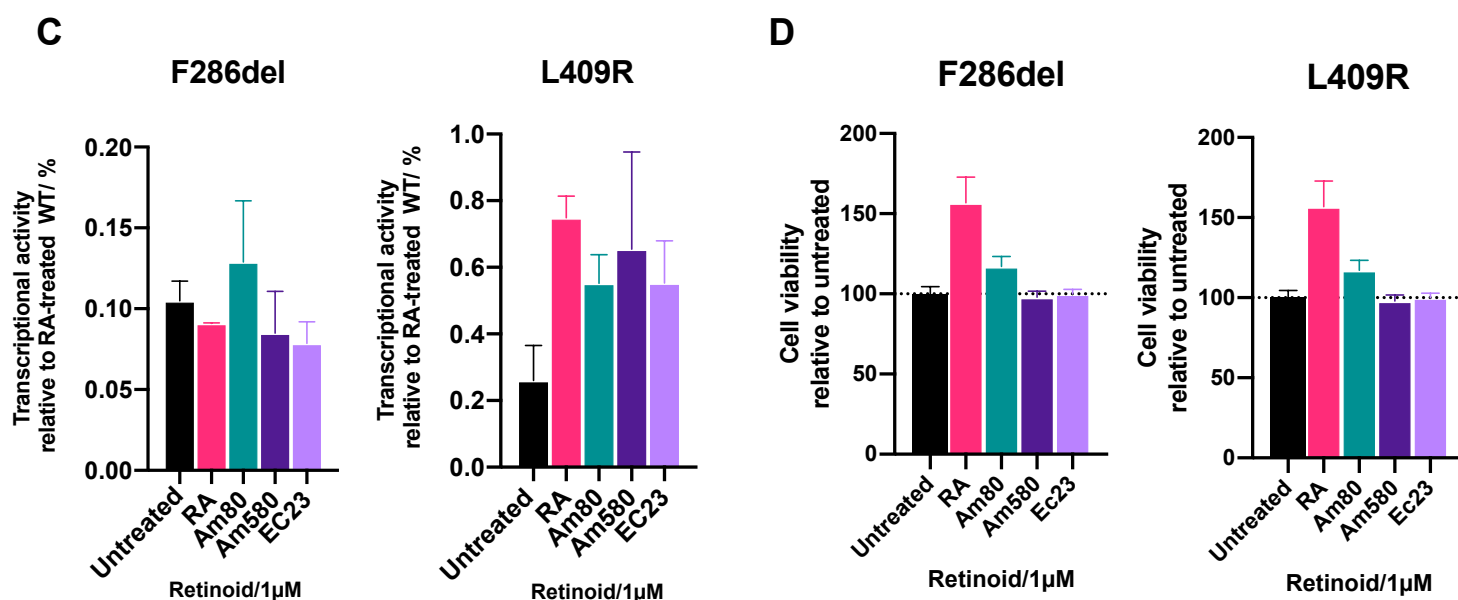 C
F286del
Transcriptional activity
relative to RA-treated WT/ %
0.20
0.15
0.10
0.05
0.00
Untreated
RA
Am80
Am580
EC23
Retinoid/1µM
L409R
Transcriptional activity
relative to RA-treated WT/ %
1.0
0.8
0.6
0.4
0.2
0.0
Untreated
RA
Am80
Am580
EC23
Retinoid/1µM
D
F286del
Cell viability
relative to untreated
200
150
100
50
0
Untreated
RA
Am80
Am580
Ec23
Retinoid/1µM
L409R
Cell viability
relative to untreated
200
150
100
50
0
Untreated
RA
Am80
Am580
Ec23
Retinoid/1µM